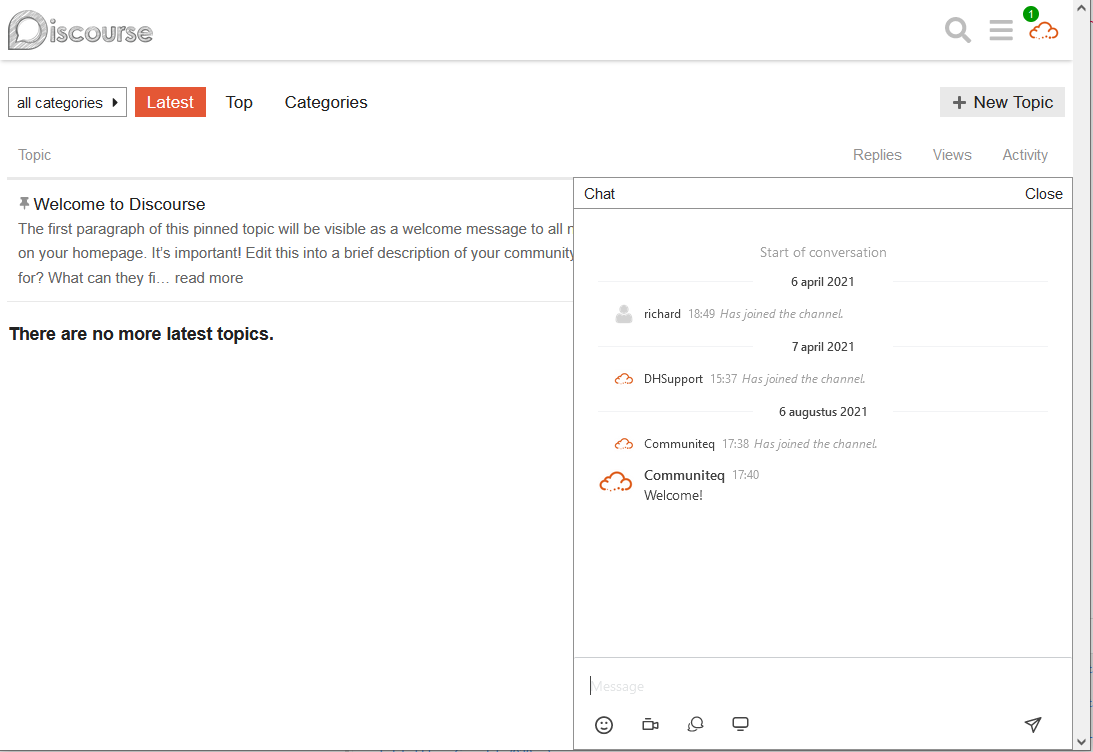 Discourse
1
all categories
Latest
Top
Categories
+ New Topic
Topic
Replies
Views
Activity
Welcome to Discourse
The first paragraph of this pinned topic will be visible as a welcome message to all
on your homepage. It's important! Edit this into a brief description of your community
for? What can they fi… read more
There are no more latest topics.
Chat
Close
Start of conversation
6 april 2021
richard 18:49 Has joined the channel.
7 april 2021
DHSupport 15:37 Has joined the channel.
6 augustus 2021
Communiteq 17:38 Has joined the channel.
Communiteq 17:40
Welcome!
Message